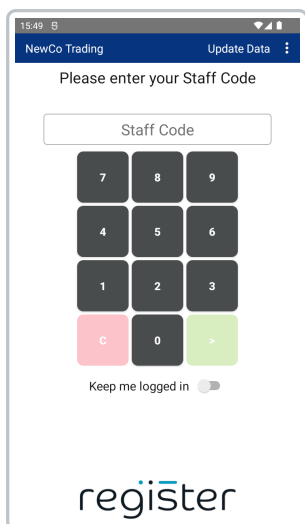 15:49
NewCo Trading Update Data
Please enter your Staff Code
Staff Code
7 8 9
4 5 6
1 2 3
C 0 >
Keep me logged in
register